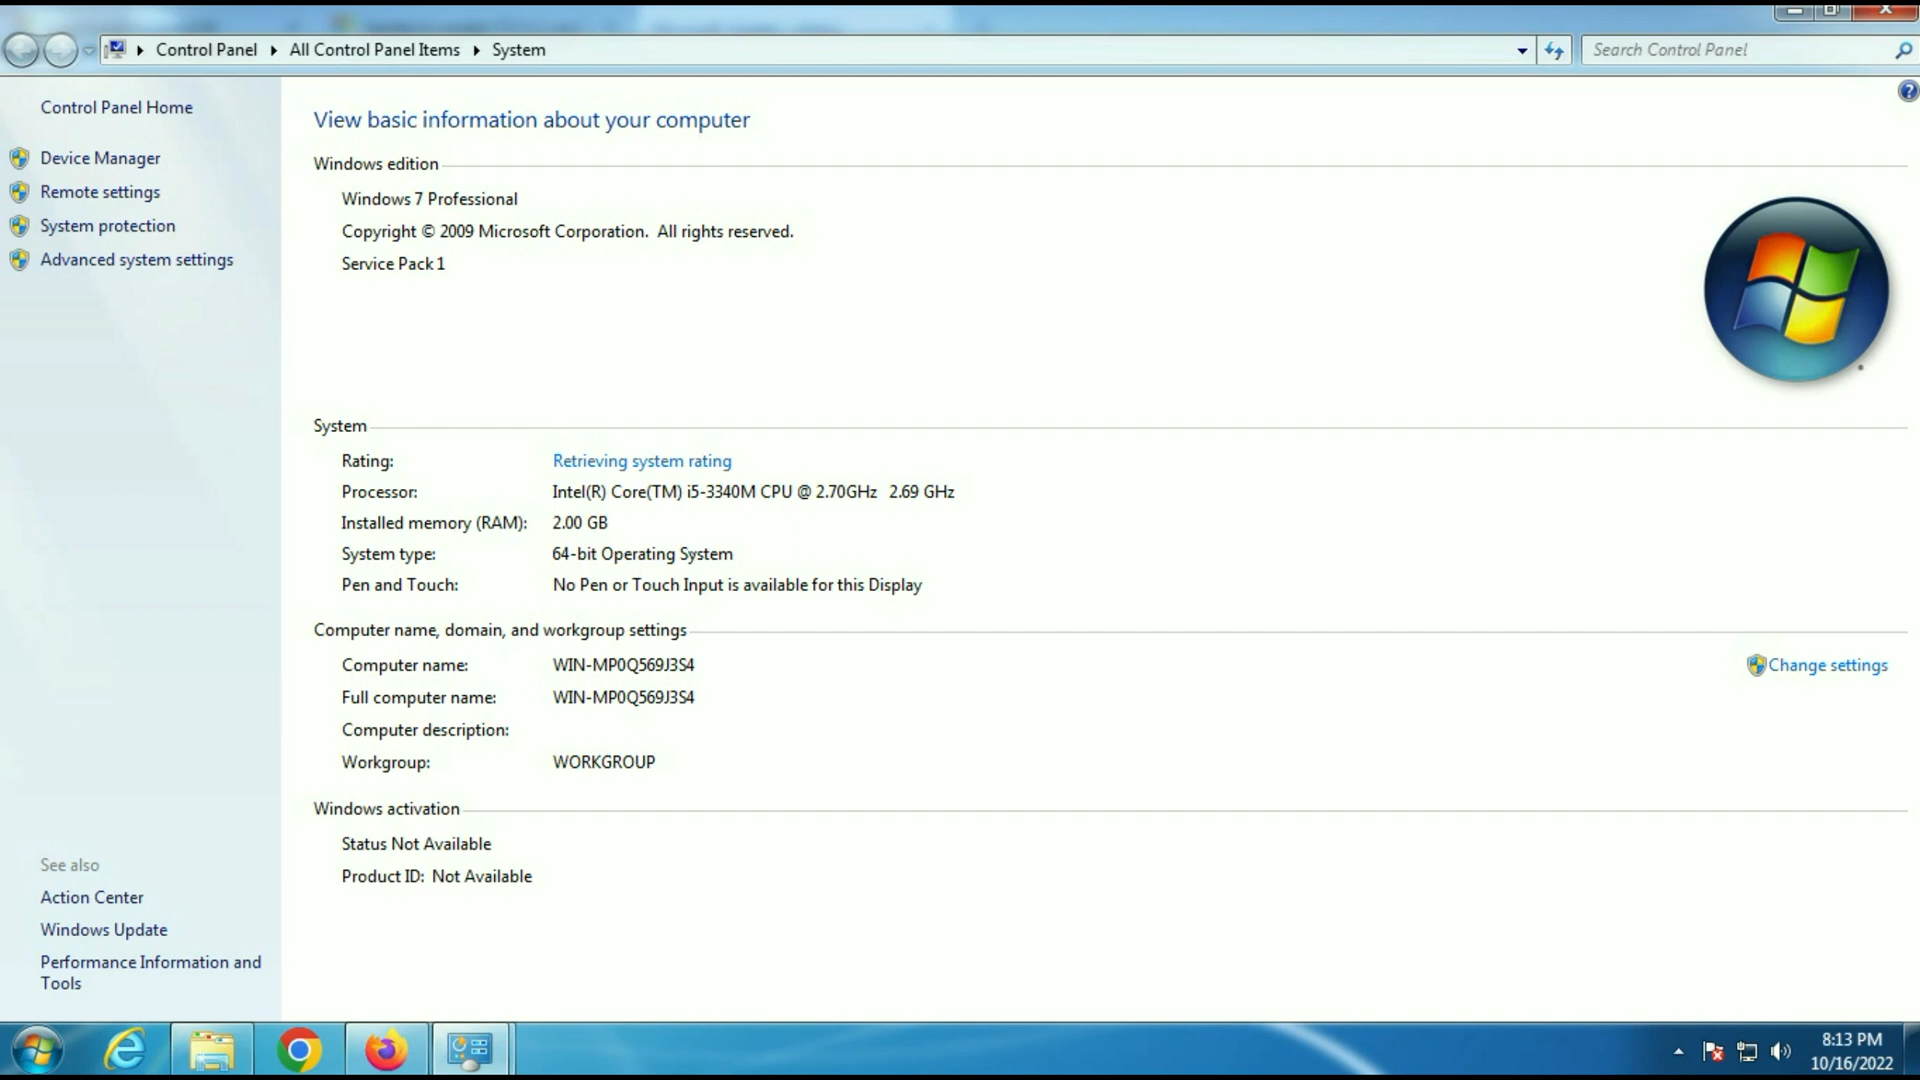 Control Panel ▸ All Control Panel Items ▸ System
Search Control Panel
Control Panel Home
Device Manager
Remote settings
System protection
Advanced system settings
View basic information about your computer
Windows edition
Windows 7 Professional
Copyright © 2009 Microsoft Corporation.  All rights reserved.
Service Pack 1
System
Rating: Retrieving system rating
Processor: Intel(R) Core(TM) i5-3340M CPU @ 2.70GHz   2.69 GHz
Installed memory (RAM): 2.00 GB
System type: 64-bit Operating System
Pen and Touch: No Pen or Touch Input is available for this Display
Computer name, domain, and workgroup settings
Computer name: WIN-MP0Q569J3S4
Change settings
Full computer name: WIN-MP0Q569J3S4
Computer description:
Workgroup: WORKGROUP
Windows activation
Status Not Available
Product ID:  Not Available
See also
Action Center
Windows Update
Performance Information and
Tools
8:13 PM
10/16/2022